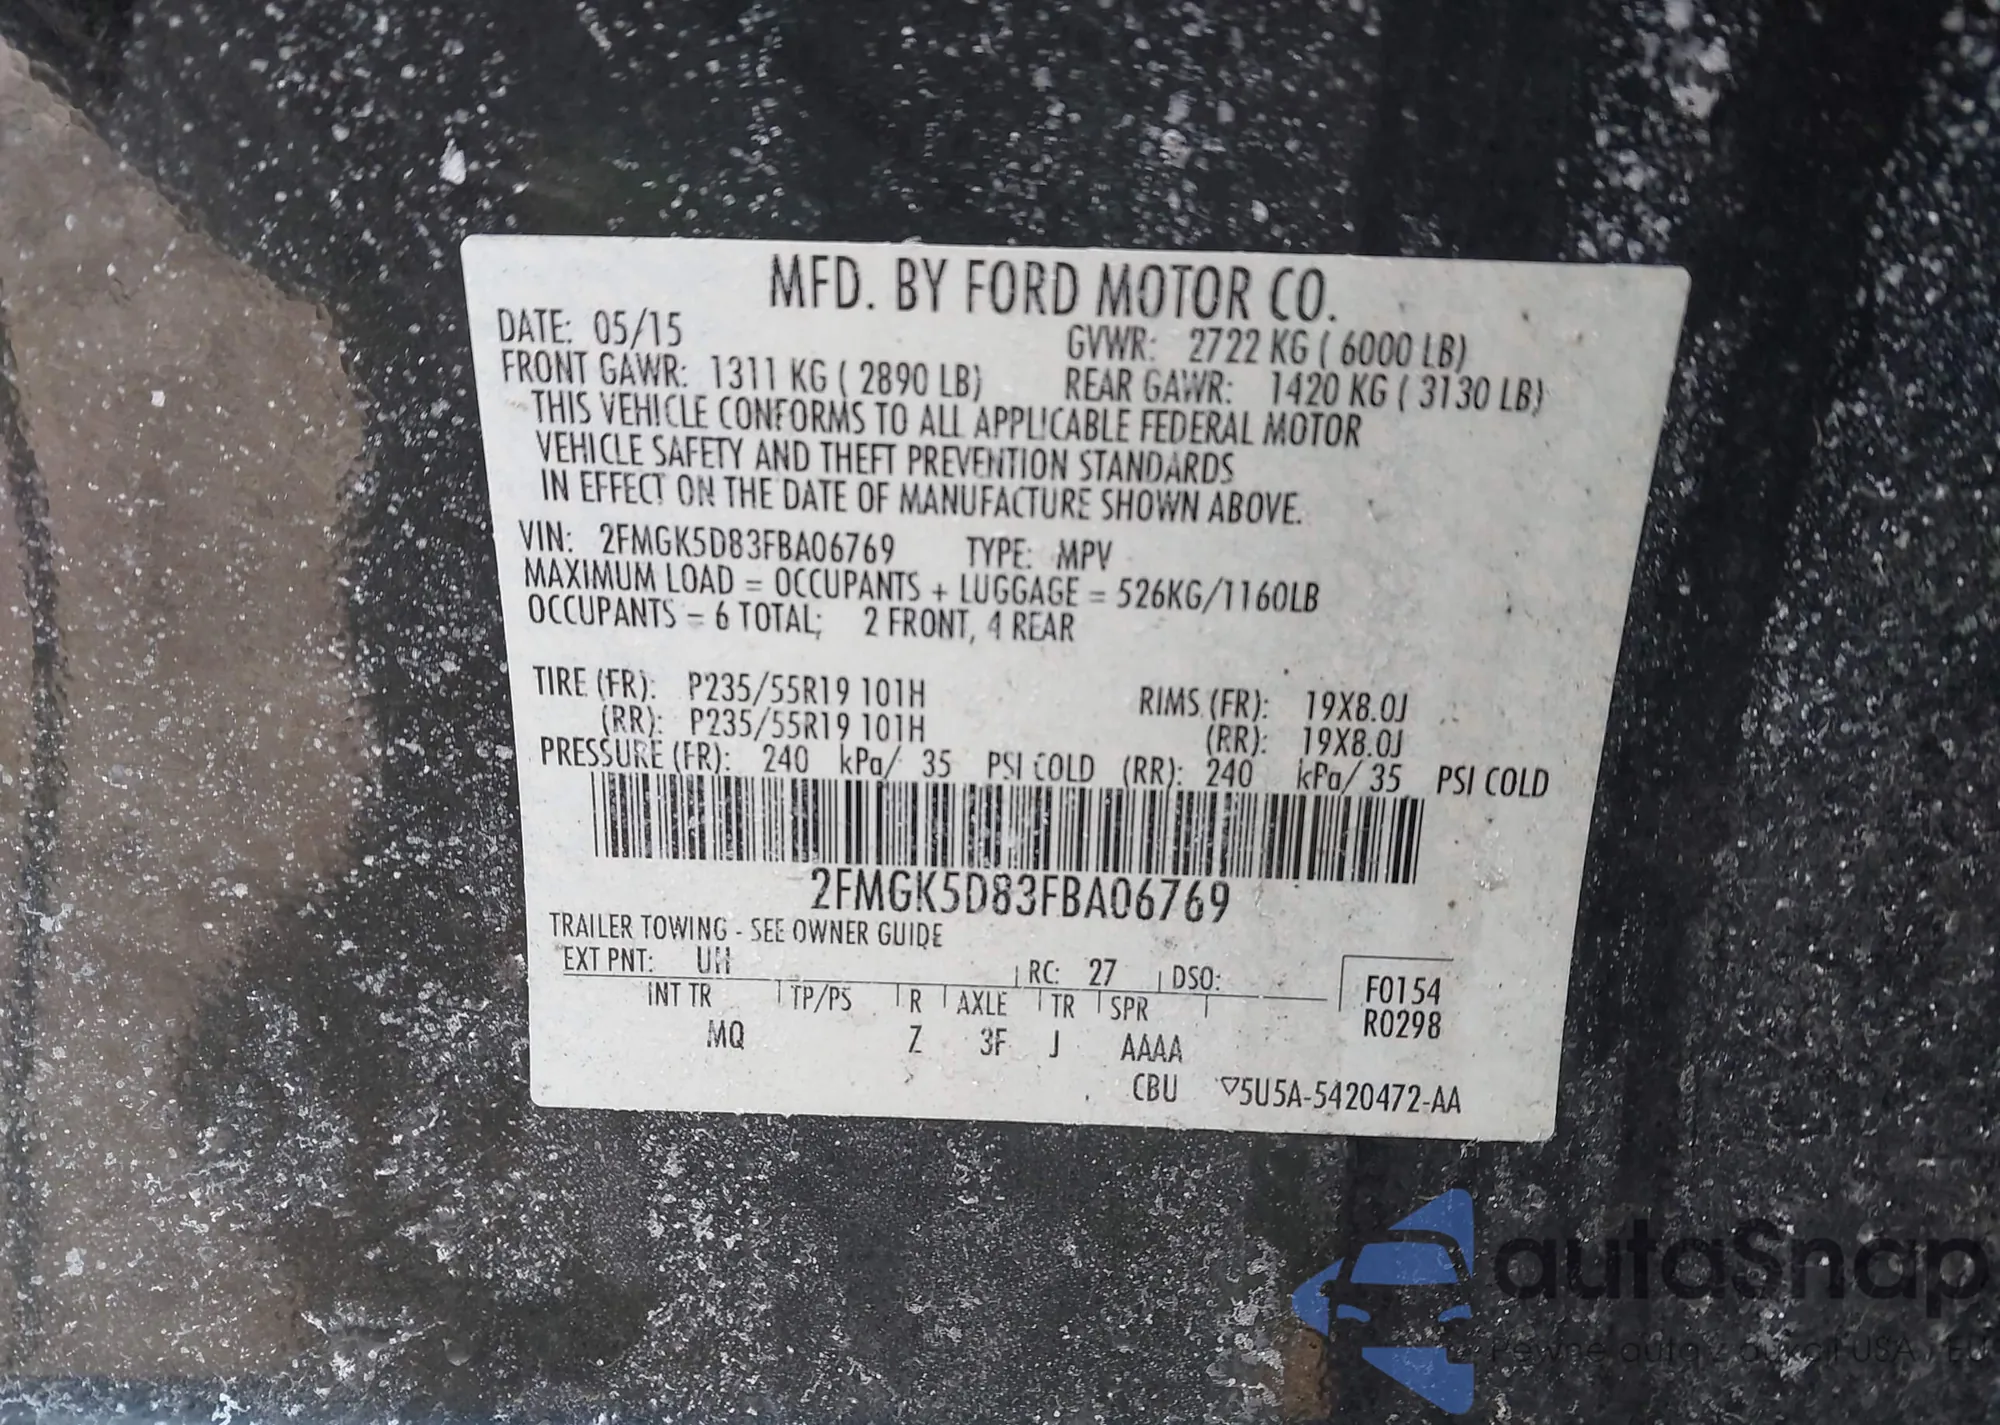 MFD. BY FORD MOTOR CO.
DATE: 05/15 GVWR: 2722 KG ( 6000 LB)
FRONT GAWR: 1311 KG ( 2890 LB) REAR GAWR: 1420 KG ( 3130 LB)
THIS VEHICLE CONFORMS TO ALL APPLICABLE FEDERAL MOTOR
VEHICLE SAFETY AND THEFT PREVENTION STANDARDS
IN EFFECT ON THE DATE OF MANUFACTURE SHOWN ABOVE.
VIN: 2FMGK5D83FBA06769 TYPE: MPV
MAXIMUM LOAD = OCCUPANTS + LUGGAGE = 526KG/1160LB
OCCUPANTS = 6 TOTAL; 2 FRONT, 4 REAR
TIRE (FR): P235/55R19 101H RIMS (FR): 19X8.0J
(RR): P235/55R19 101H (RR): 19X8.0J
PRESSURE (FR): 240 kPa/ 35 PSI COLD (RR): 240 kPa/ 35 PSI COLD
2FMGK5D83FBA06769
TRAILER TOWING - SEE OWNER GUIDE
EXT PNT: UH RC: 27 DSO: F0154
INT TR TP/PS R AXLE TR SPR R0298
MQ Z 3F J AAAA
CBU ▽5U5A-5420472-AA
autaSnap
Pewne auta z aukcji USA i EU